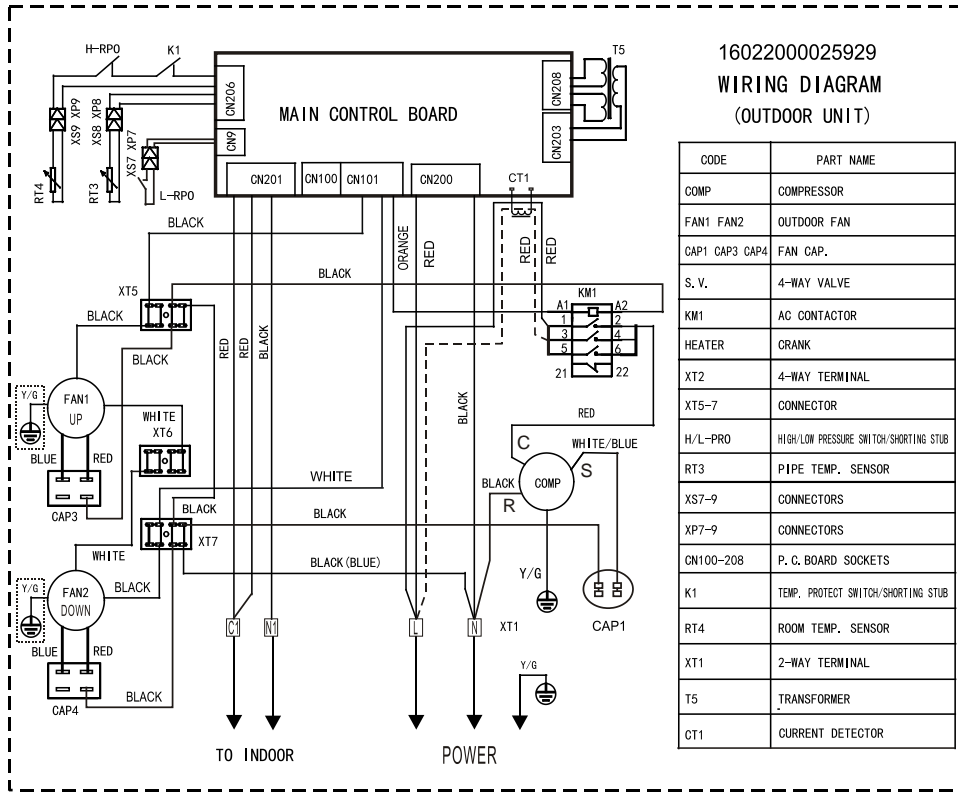 16022000025929
WIRING DIAGRAM
(OUTDOOR UNIT)
H-RPO
K1
T5
CN206
CN208
MAIN CONTROL BOARD
XS9 XP9
XS8 XP8
XS7 XP7
CN9
CN203
RT4
RT3
L-RPO
CN201
CN100
CN101
CN200
CT1
BLACK
ORANGE
RED
RED
RED
BLACK
XT5
KM1
A1
A2
1
2
3
4
5
6
21
22
BLACK
BLACK
RED
RED
BLACK
BLACK
Y/G
FAN1
UP
WHITE
XT6
BLUE
RED
CAP3
RED
C
WHITE/BLUE
S
BLACK
R
COMP
WHITE
BLACK
BLACK
XT7
BLACK(BLUE)
WHITE
Y/G
FAN2
DOWN
BLACK
BLUE
RED
CAP4
BLACK
Y/G
CAP1
C1
N1
L
N
XT1
Y/G
TO INDOOR
POWER
CODE PART NAME
COMP COMPRESSOR
FAN1 FAN2 OUTDOOR FAN
CAP1 CAP3 CAP4 FAN CAP.
S.V. 4-WAY VALVE
KM1 AC CONTACTOR
HEATER CRANK
XT2 4-WAY TERMINAL
XT5-7 CONNECTOR
H/L-PRO HIGH/LOW PRESSURE SWITCH/SHORTING STUB
RT3 PIPE TEMP. SENSOR
XS7-9 CONNECTORS
XP7-9 CONNECTORS
CN100-208 P.C.BOARD SOCKETS
K1 TEMP. PROTECT SWITCH/SHORTING STUB
RT4 ROOM TEMP. SENSOR
XT1 2-WAY TERMINAL
T5 TRANSFORMER
CT1 CURRENT DETECTOR